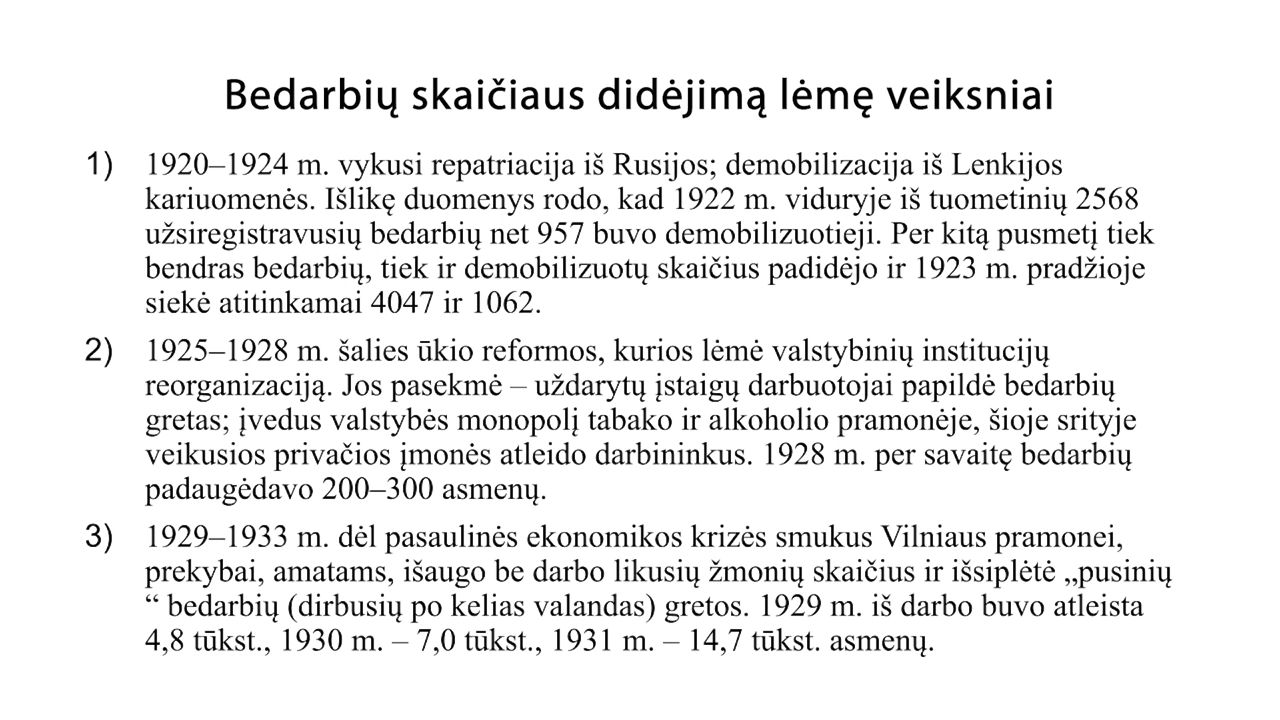 Bedarbių skaičiaus didėjimą lėmę veiksniai
1) 1920–1924 m. vykusi repatriacija iš Rusijos; demobilizacija iš Lenkijos
kariuomenės. Išlikę duomenys rodo, kad 1922 m. viduryje iš tuometinių 2568
užsiregistravusių bedarbių net 957 buvo demobilizuotieji. Per kitą pusmetį tiek
bendras bedarbių, tiek ir demobilizuotų skaičius padidėjo ir 1923 m. pradžioje
siekė atitinkamai 4047 ir 1062.
2) 1925–1928 m. šalies ūkio reformos, kurios lėmė valstybinių institucijų
reorganizaciją. Jos pasekmė – uždarytų įstaigų darbuotojai papildė bedarbių
gretas; įvedus valstybės monopolį tabako ir alkoholio pramonėje, šioje srityje
veikusios privačios įmonės atleido darbininkus. 1928 m. per savaitę bedarbių
padaugėdavo 200–300 asmenų.
3) 1929–1933 m. dėl pasaulinės ekonomikos krizės smukus Vilniaus pramonei,
prekybai, amatams, išaugo be darbo likusių žmonių skaičius ir išsiplėtė „pusinių
“ bedarbių (dirbusių po kelias valandas) gretos. 1929 m. iš darbo buvo atleista
4,8 tūkst., 1930 m. – 7,0 tūkst., 1931 m. – 14,7 tūkst. asmenų.